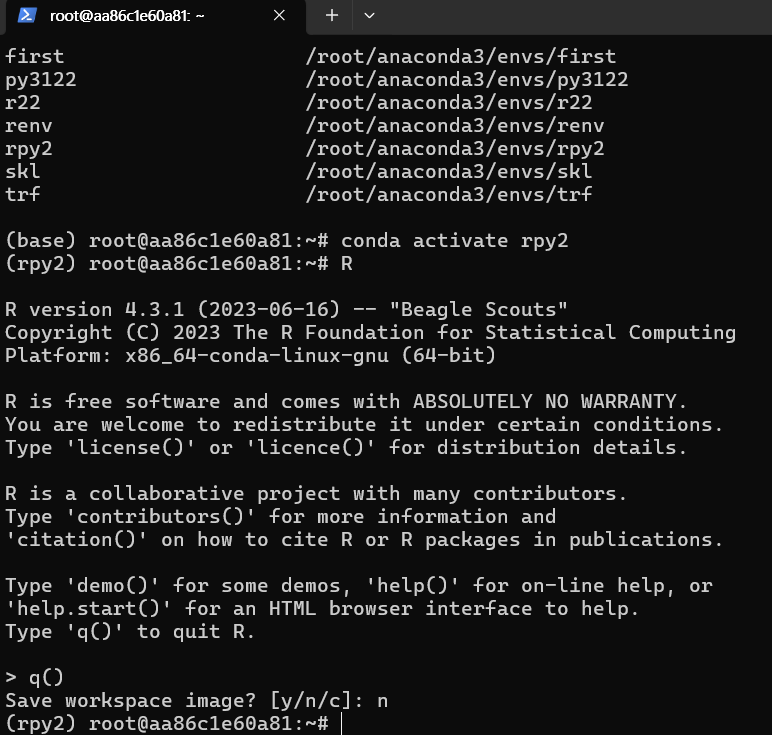 root@aa86c1e60a81: ~
first /root/anaconda3/envs/first
py3122 /root/anaconda3/envs/py3122
r22 /root/anaconda3/envs/r22
renv /root/anaconda3/envs/renv
rpy2 /root/anaconda3/envs/rpy2
skl /root/anaconda3/envs/skl
trf /root/anaconda3/envs/trf
(base) root@aa86c1e60a81:~# conda activate rpy2
(rpy2) root@aa86c1e60a81:~# R
R version 4.3.1 (2023-06-16) -- "Beagle Scouts"
Copyright (C) 2023 The R Foundation for Statistical Computing
Platform: x86_64-conda-linux-gnu (64-bit)
R is free software and comes with ABSOLUTELY NO WARRANTY.
You are welcome to redistribute it under certain conditions.
Type 'license()' or 'licence()' for distribution details.
R is a collaborative project with many contributors.
Type 'contributors()' for more information and
'citation()' on how to cite R or R packages in publications.
Type 'demo()' for some demos, 'help()' for on-line help, or
'help.start()' for an HTML browser interface to help.
Type 'q()' to quit R.
> q()
Save workspace image? [y/n/c]: n
(rpy2) root@aa86c1e60a81:~#